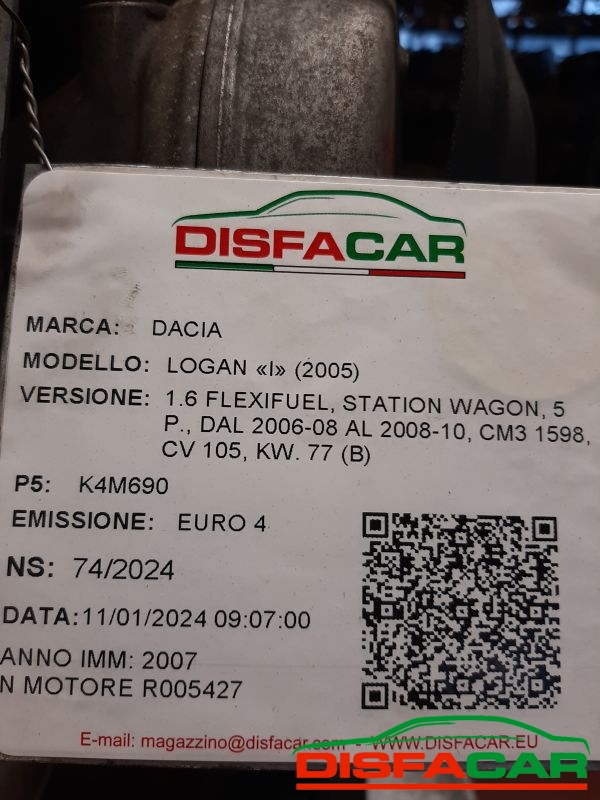 DISFACAR
MARCA: DACIA
MODELLO: LOGAN «I» (2005)
VERSIONE: 1.6 FLEXIFUEL, STATION WAGON, 5
P., DAL 2006-08 AL 2008-10, CM3 1598,
CV 105, KW. 77 (B)
P5: K4M690
EMISSIONE: EURO 4
NS: 74/2024
DATA:11/01/2024 09:07:00
ANNO IMM: 2007
N MOTORE R005427
E-mail: magazzino@disfacar.com - WWW.DISFACAR.EU
DISFACAR